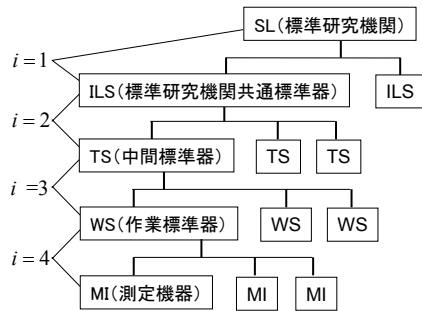 SL(標準研究機関)
i = 1
ILS(標準研究機関共通標準器)
ILS
i = 2
TS(中間標準器)
TS
TS
i =3
WS(作業標準器)
WS
WS
i = 4
MI(測定機器)
MI
MI